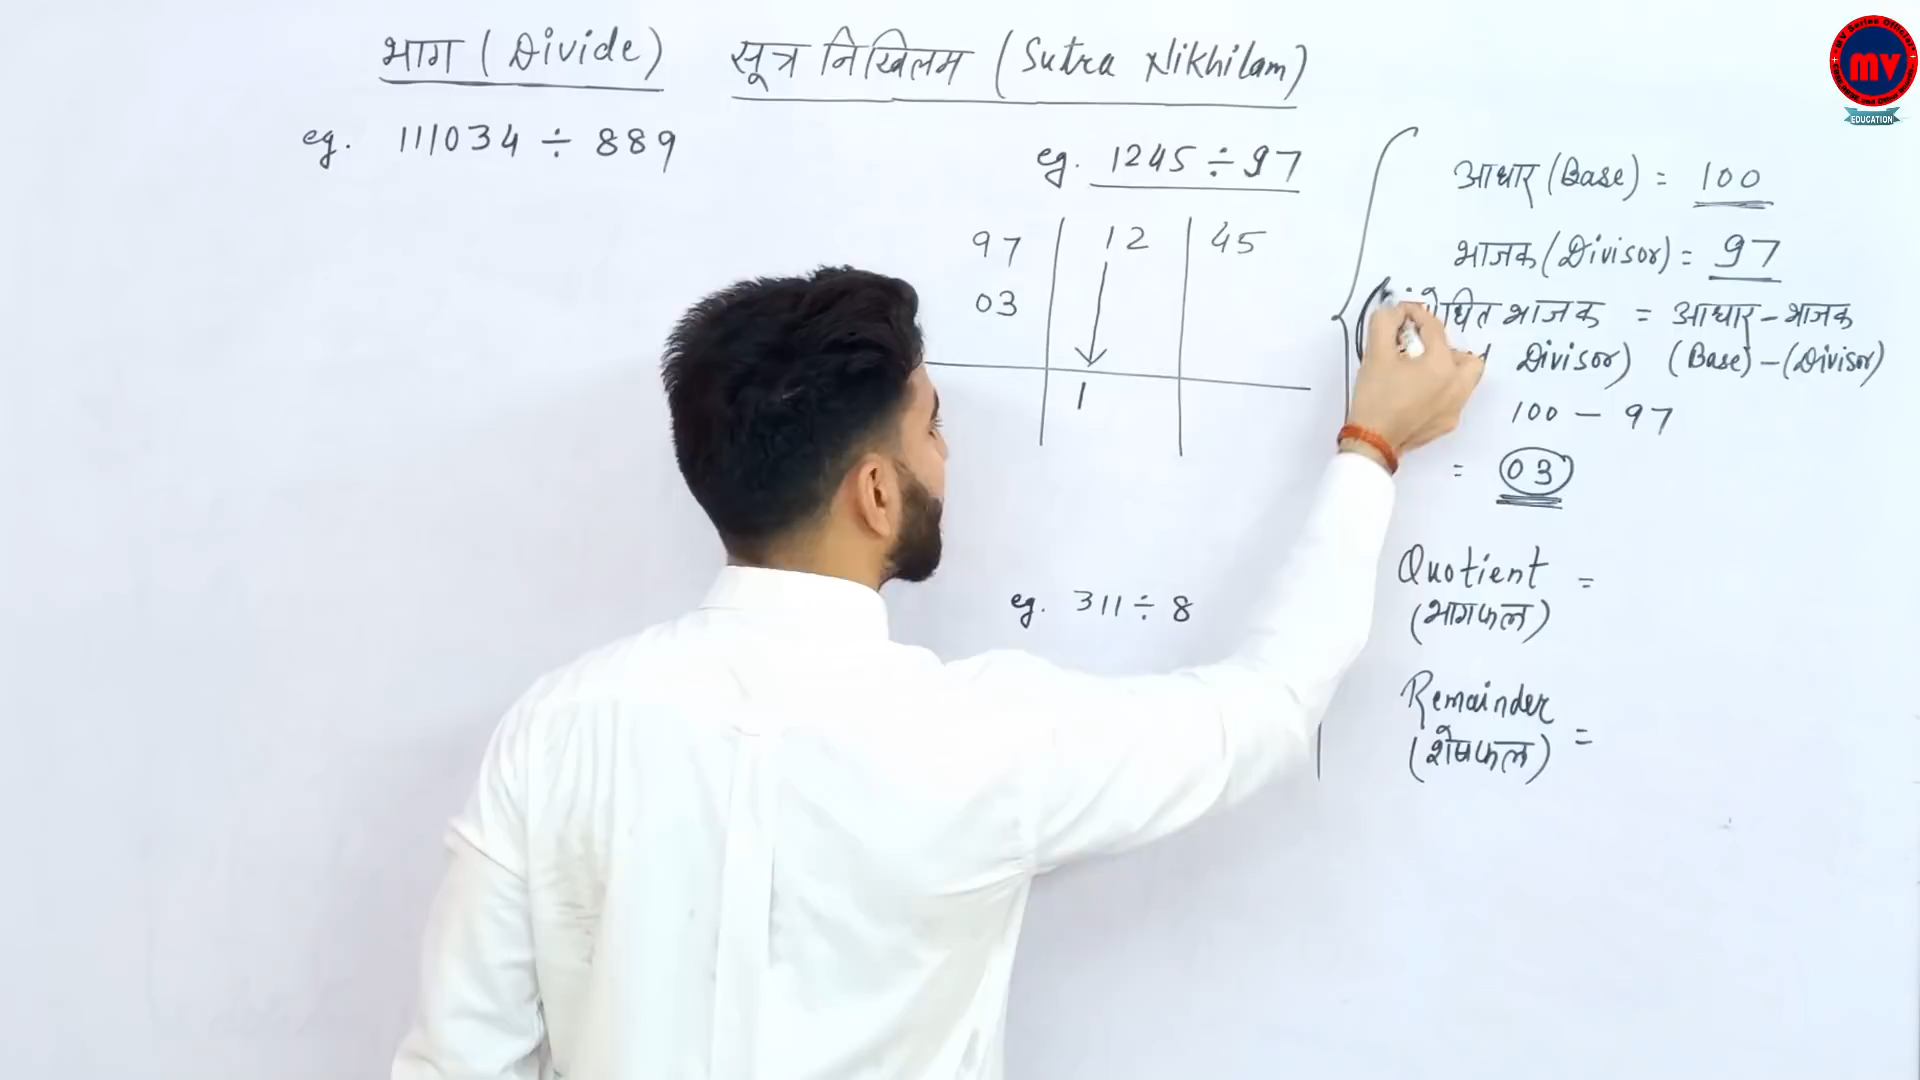 भाग (Divide) सूत्र निखिलम (Sutra Nikhilam)
eg. 111034 ÷ 889
eg. 1245 ÷ 97
97 12 45
03
1
eg. 311 ÷ 8
आधार (Base) = 100
भाजक (Divisor) = 97
भाजक = आधार - भाजक
Divisor) (Base) - (Divisor)
100 - 97
= 03
Quotient =
(भागफल)
Remainder
(शेषफल) =
MV
EDUCATION